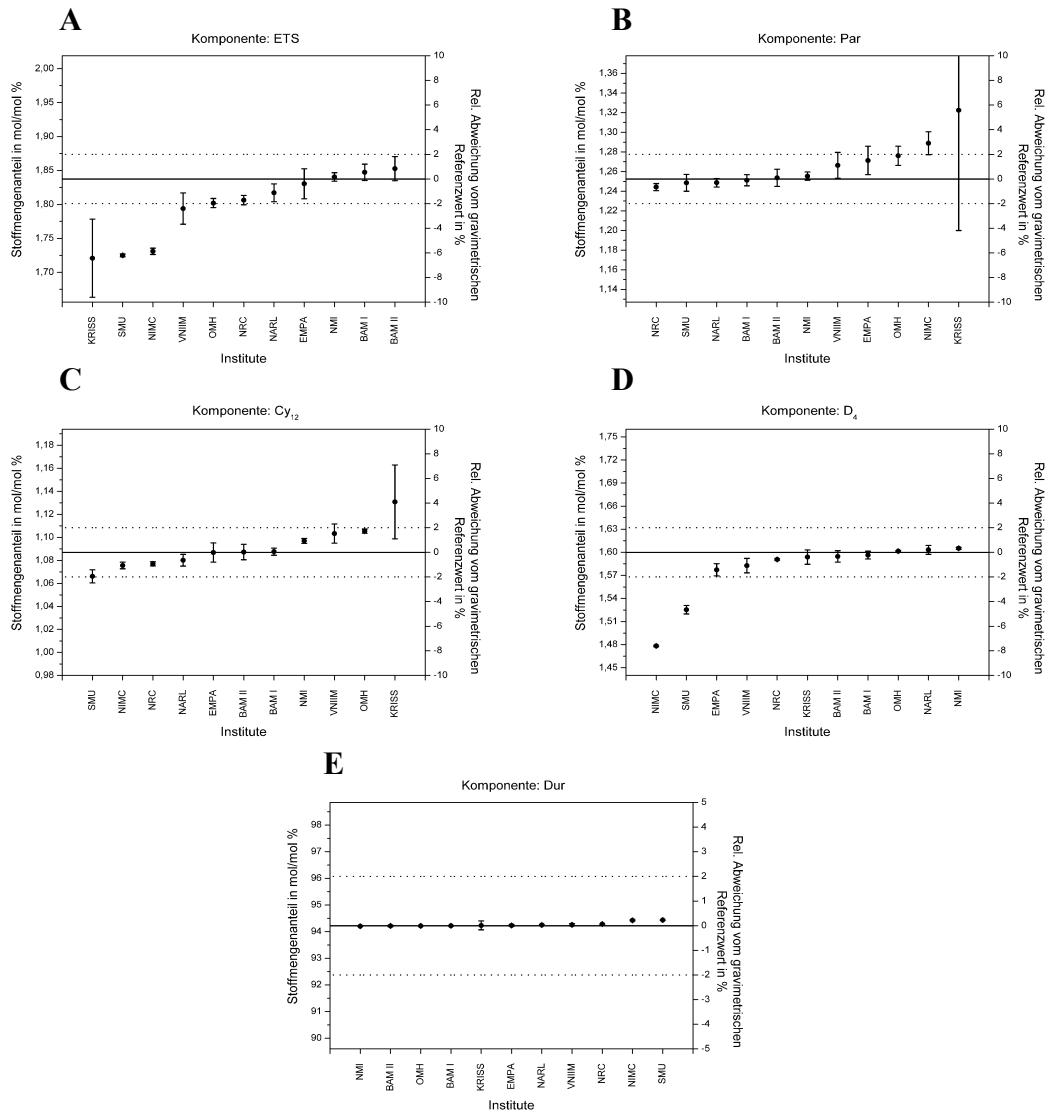 A
Komponente: ETS
Stoffmengenanteil in mol/mol %
2,00
1,95
1,90
1,85
1,80
1,75
1,70
10
8
6
4
2
0
-2
-4
-6
-8
-10
Rel. Abweichung vom gravimetrischen
Referenzwert in %
KRISS
SMU
NIMC
VNIIM
OMH
NRC
NARL
EMPA
NMI
BAM I
BAM II
Institute
B
Komponente: Par
Stoffmengenanteil in mol/mol %
1,36
1,34
1,32
1,30
1,28
1,26
1,24
1,22
1,20
1,18
1,16
1,14
10
8
6
4
2
0
-2
-4
-6
-8
-10
Rel. Abweichung vom gravimetrischen
Referenzwert in %
NRC
SMU
NARL
BAM I
BAM II
NMI
VNIIM
EMPA
OMH
NIMC
KRISS
Institute
C
Komponente: Cy12
Stoffmengenanteil in mol/mol %
1,18
1,16
1,14
1,12
1,10
1,08
1,06
1,04
1,02
1,00
0,98
10
8
6
4
2
0
-2
-4
-6
-8
-10
Rel. Abweichung vom gravimetrischen
Referenzwert in %
SMU
NIMC
NRC
NARL
EMPA
BAM II
BAM I
NMI
VNIIM
OMH
KRISS
Institute
D
Komponente: D4
Stoffmengenanteil in mol/mol %
1,75
1,72
1,69
1,66
1,63
1,60
1,57
1,54
1,51
1,48
1,45
10
8
6
4
2
0
-2
-4
-6
-8
-10
Rel. Abweichung vom gravimetrischen
Referenzwert in %
NIMC
SMU
EMPA
VNIIM
NRC
KRISS
BAM II
BAM I
OMH
NARL
NMI
Institute
E
Komponente: Dur
Stoffmengenanteil in mol/mol %
98
97
96
95
94
93
92
91
90
5
4
3
2
1
0
-1
-2
-3
-4
-5
Rel. Abweichung vom gravimetrischen
Referenzwert in %
NMI
BAM II
OMH
BAM I
KRISS
EMPA
NARL
VNIIM
NRC
NIMC
SMU
Institute